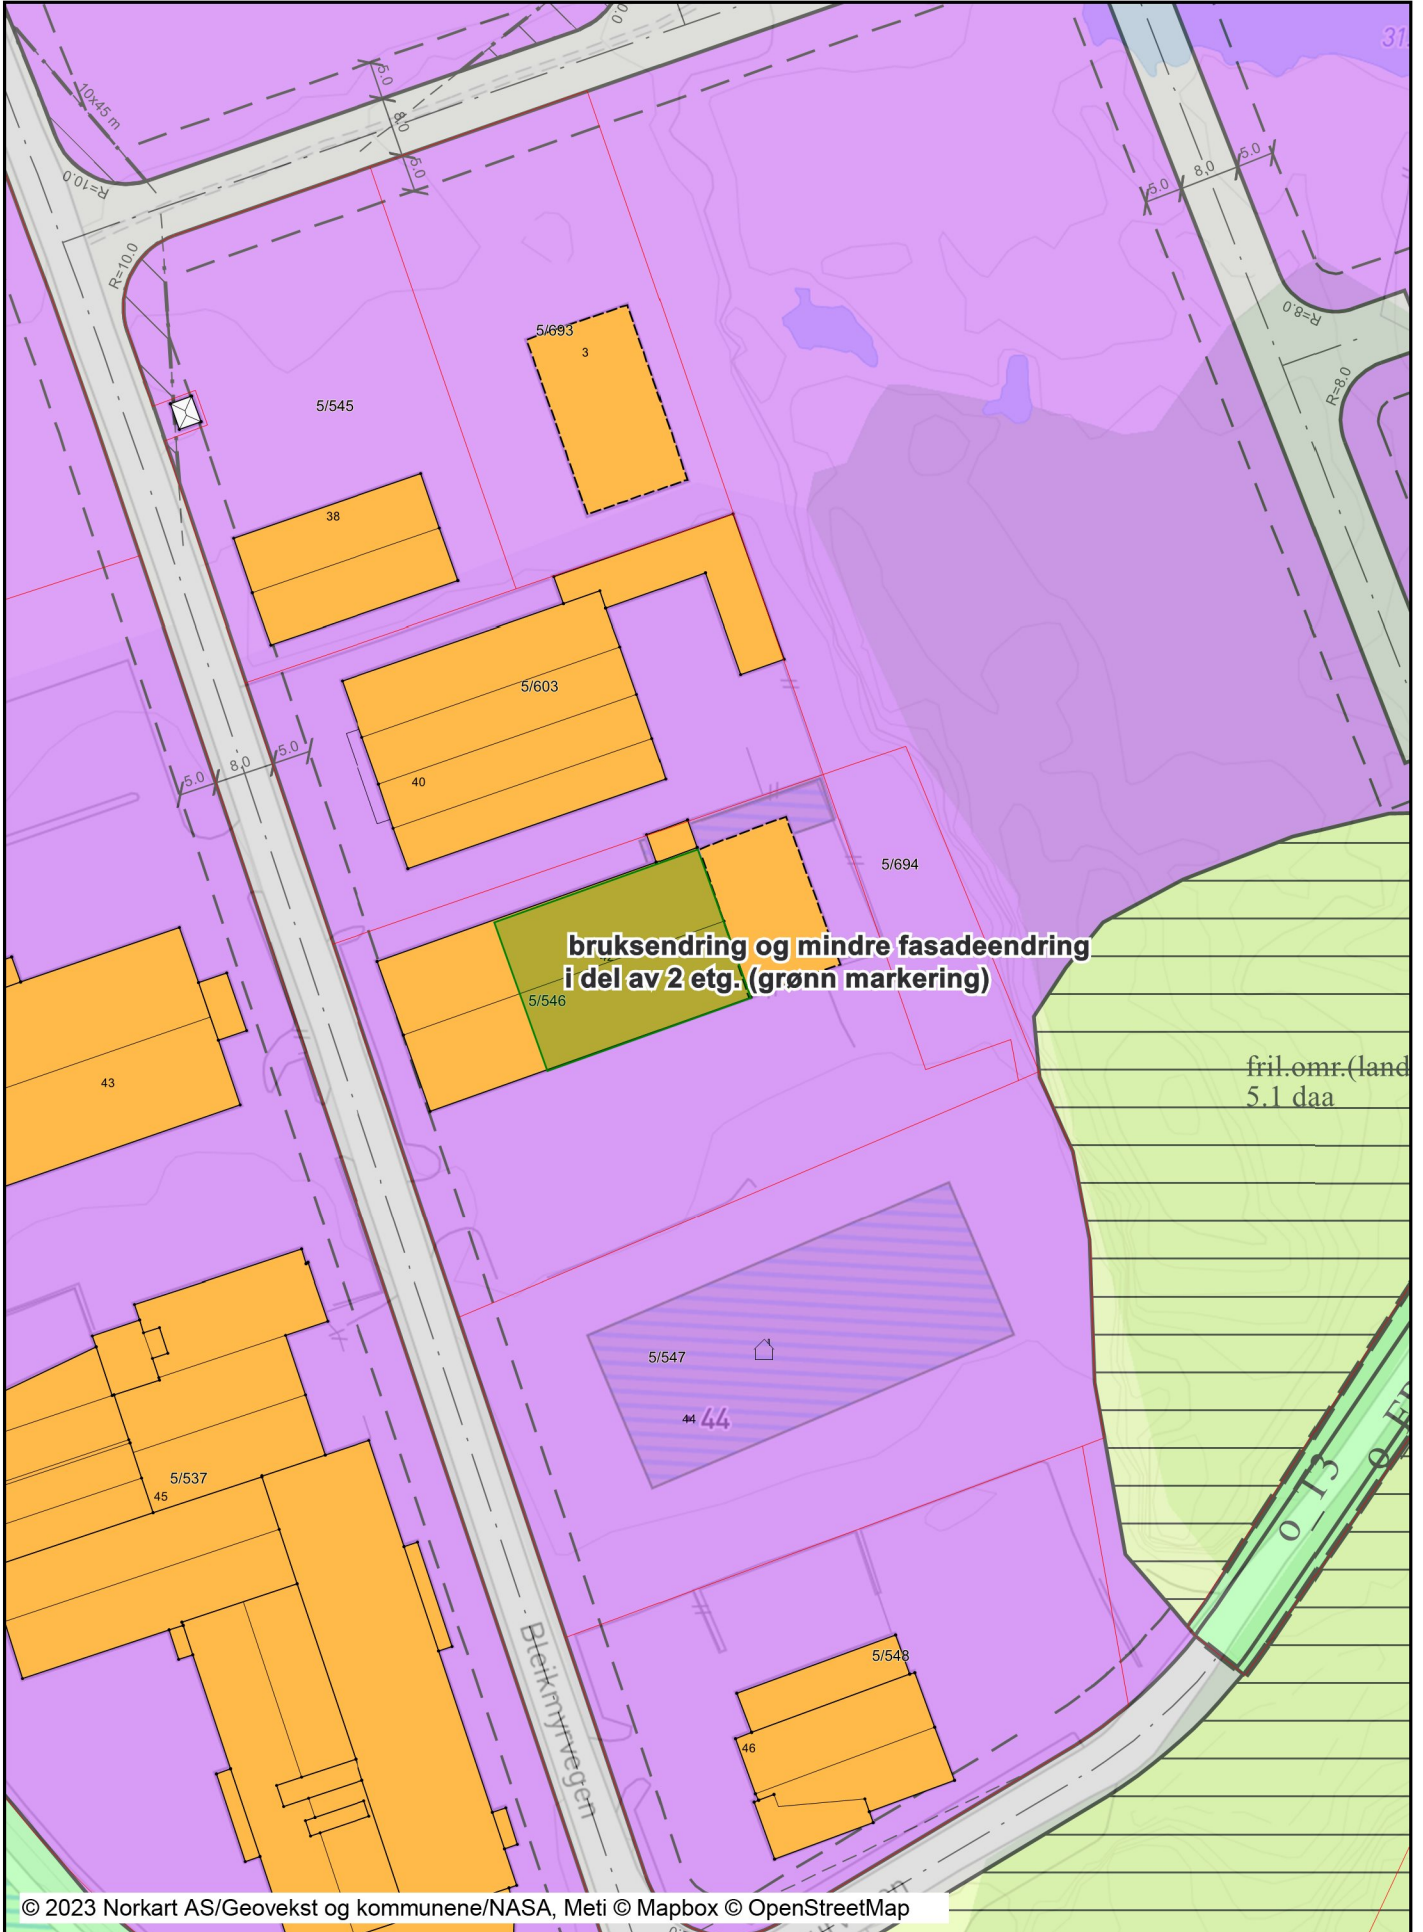 0.0
31
5.0
10x45 m
8.0
5.0
5.0
8.0
5.0
R=10.0
R=10.0
R=8.0
5/693
3
R=8.0
5/545
38
5/603
5.0
8.0
5.0
40
5/694
bruksendring og mindre fasadeendring
i del av 2 etg. (grønn markering)
5/546
fril.omr.(land
5.1 daa
43
5/547
44
44
o_T3
5/537
45
Bleikmyrvegen
5/548
46
© 2023 Norkart AS/Geovekst og kommunene/NASA, Meti © Mapbox © OpenStreetMap